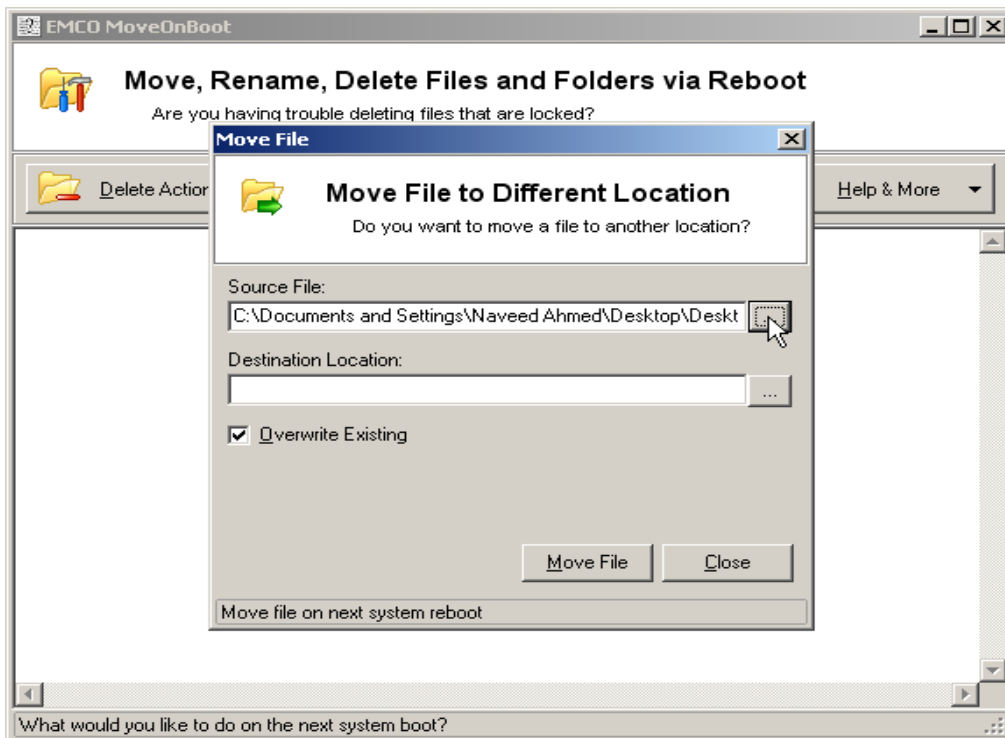 EMCO MoveOnBoot
Move, Rename, Delete Files and Folders via Reboot
Are you having trouble deleting files that are locked?
Delete Action
Help & More
Move File
Move File to Different Location
Do you want to move a file to another location?
Source File:
C:\Documents and Settings\Naveed Ahmed\Desktop\Deskt
...
Destination Location:
...
Overwrite Existing
Move File
Close
Move file on next system reboot
What would you like to do on the next system boot?